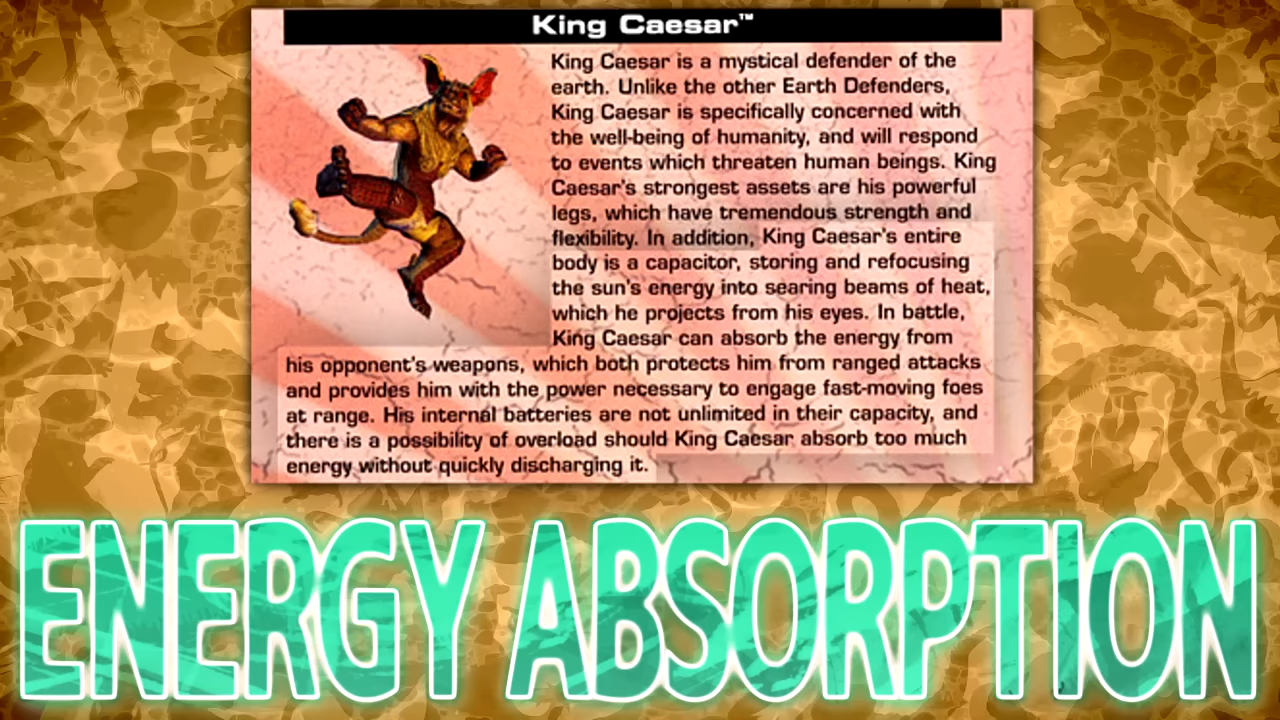 King Caesar™
King Caesar is a mystical defender of the
earth. Unlike the other Earth Defenders,
King Caesar is specifically concerned with
the well-being of humanity, and will respond
to events which threaten human beings. King
Caesar's strongest assets are his powerful
legs, which have tremendous strength and
flexibility. In addition, King Caesar's entire
body is a capacitor, storing and refocusing
the sun's energy into searing beams of heat,
which he projects from his eyes. In battle,
King Caesar can absorb the energy from
his opponent's weapons, which both protects him from ranged attacks
and provides him with the power necessary to engage fast-moving foes
at range. His internal batteries are not unlimited in their capacity, and
there is a possibility of overload should King Caesar absorb too much
energy without quickly discharging it.
ENERGY ABSORPTION